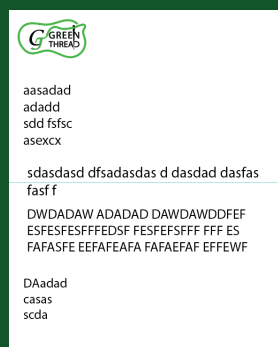 G GREEN
THREAD
aasadad
adadd
sdd fsfsc
asexcx
sdasdasd dfsadasdas d dasdad dasfas
fasf f
DWDADAW ADADAD DAWDAWDDFEF
ESFESFESFFFEDSF FESFEFSFFF FFF ES
FAFASFE EEFAFEAFA FAFAEFAF EFFEWF
DAadad
casas
scda